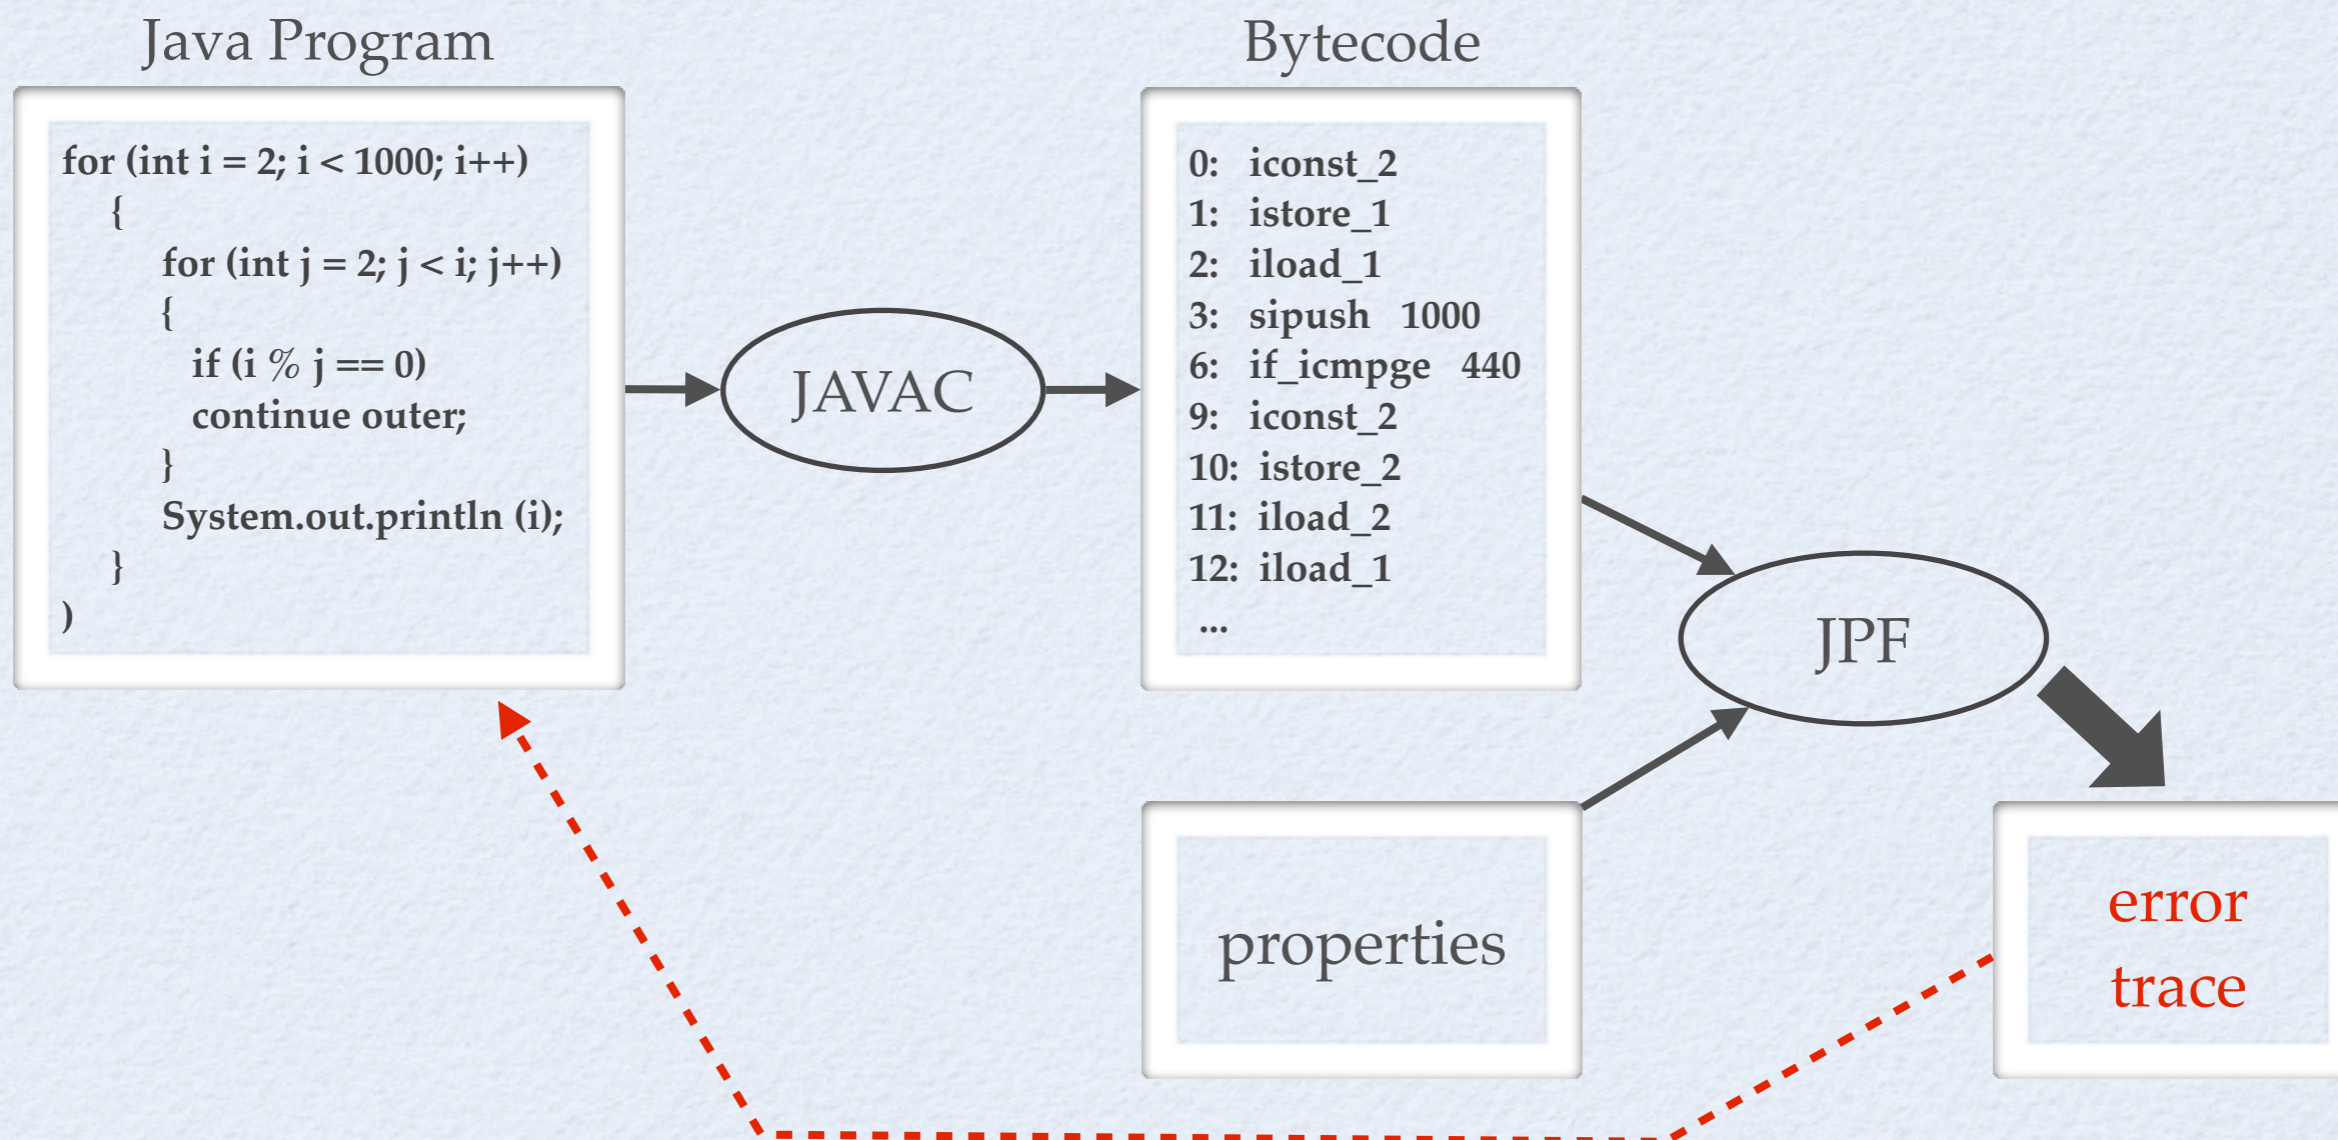 Java Program
for (int i = 2; i < 1000; i++)
{
for (int j = 2; j < i; j++)
{
if (i % j == 0)
continue outer;
}
System.out.println (i);
}
)
JAVAC
Bytecode
0: iconst_2
1: istore_1
2: iload_1
3: sipush 1000
6: if_icmpge 440
9: iconst_2
10: istore_2
11: iload_2
12: iload_1
...
JPF
properties
error
trace